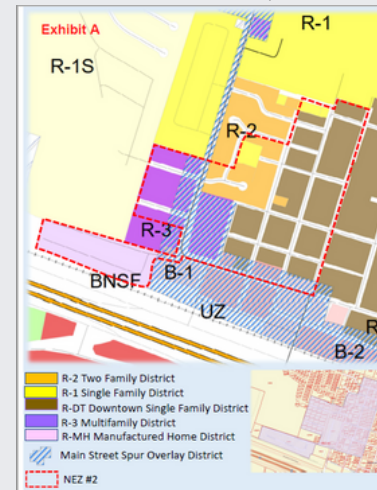 Exhibit A
R-1
R-1S
R-2
R-3
B-1
BNSF
UZ
R
B-2
R-2 Two Family District
R-1 Single Family District
R-DT Downtown Single Family District
R-3 Multifamily District
R-MH Manufactured Home District
Main Street Spur Overlay District
NEZ #2